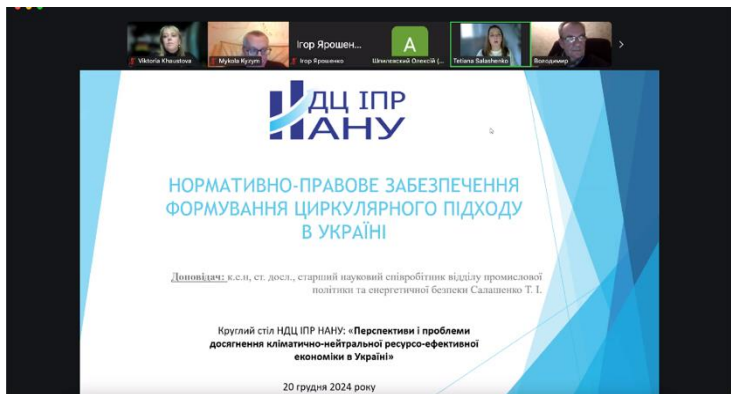 Ігор Ярошен...
А
Viktoriia Khaustova
Mykola Kyzym
Ігор Ярошенко
Шпилевский Олексій (...
Tetiana Salashenko
Володимир
НДЦ ІПР
НАНУ
НОРМАТИВНО-ПРАВОВЕ ЗАБЕЗПЕЧЕННЯ
ФОРМУВАННЯ ЦИРКУЛЯРНОГО ПІДХОДУ
В УКРАЇНІ
Доповідач: к.е.н, ст. досл., старший науковий співробітник відділу промислової
політики та енергетичної безпеки Салашенко Т. І.
Круглий стіл НДЦ ІПР НАНУ: «Перспективи і проблеми
досягнення кліматично-нейтральної ресурсо-ефективної
економіки в Україні»
20 грудня 2024 року